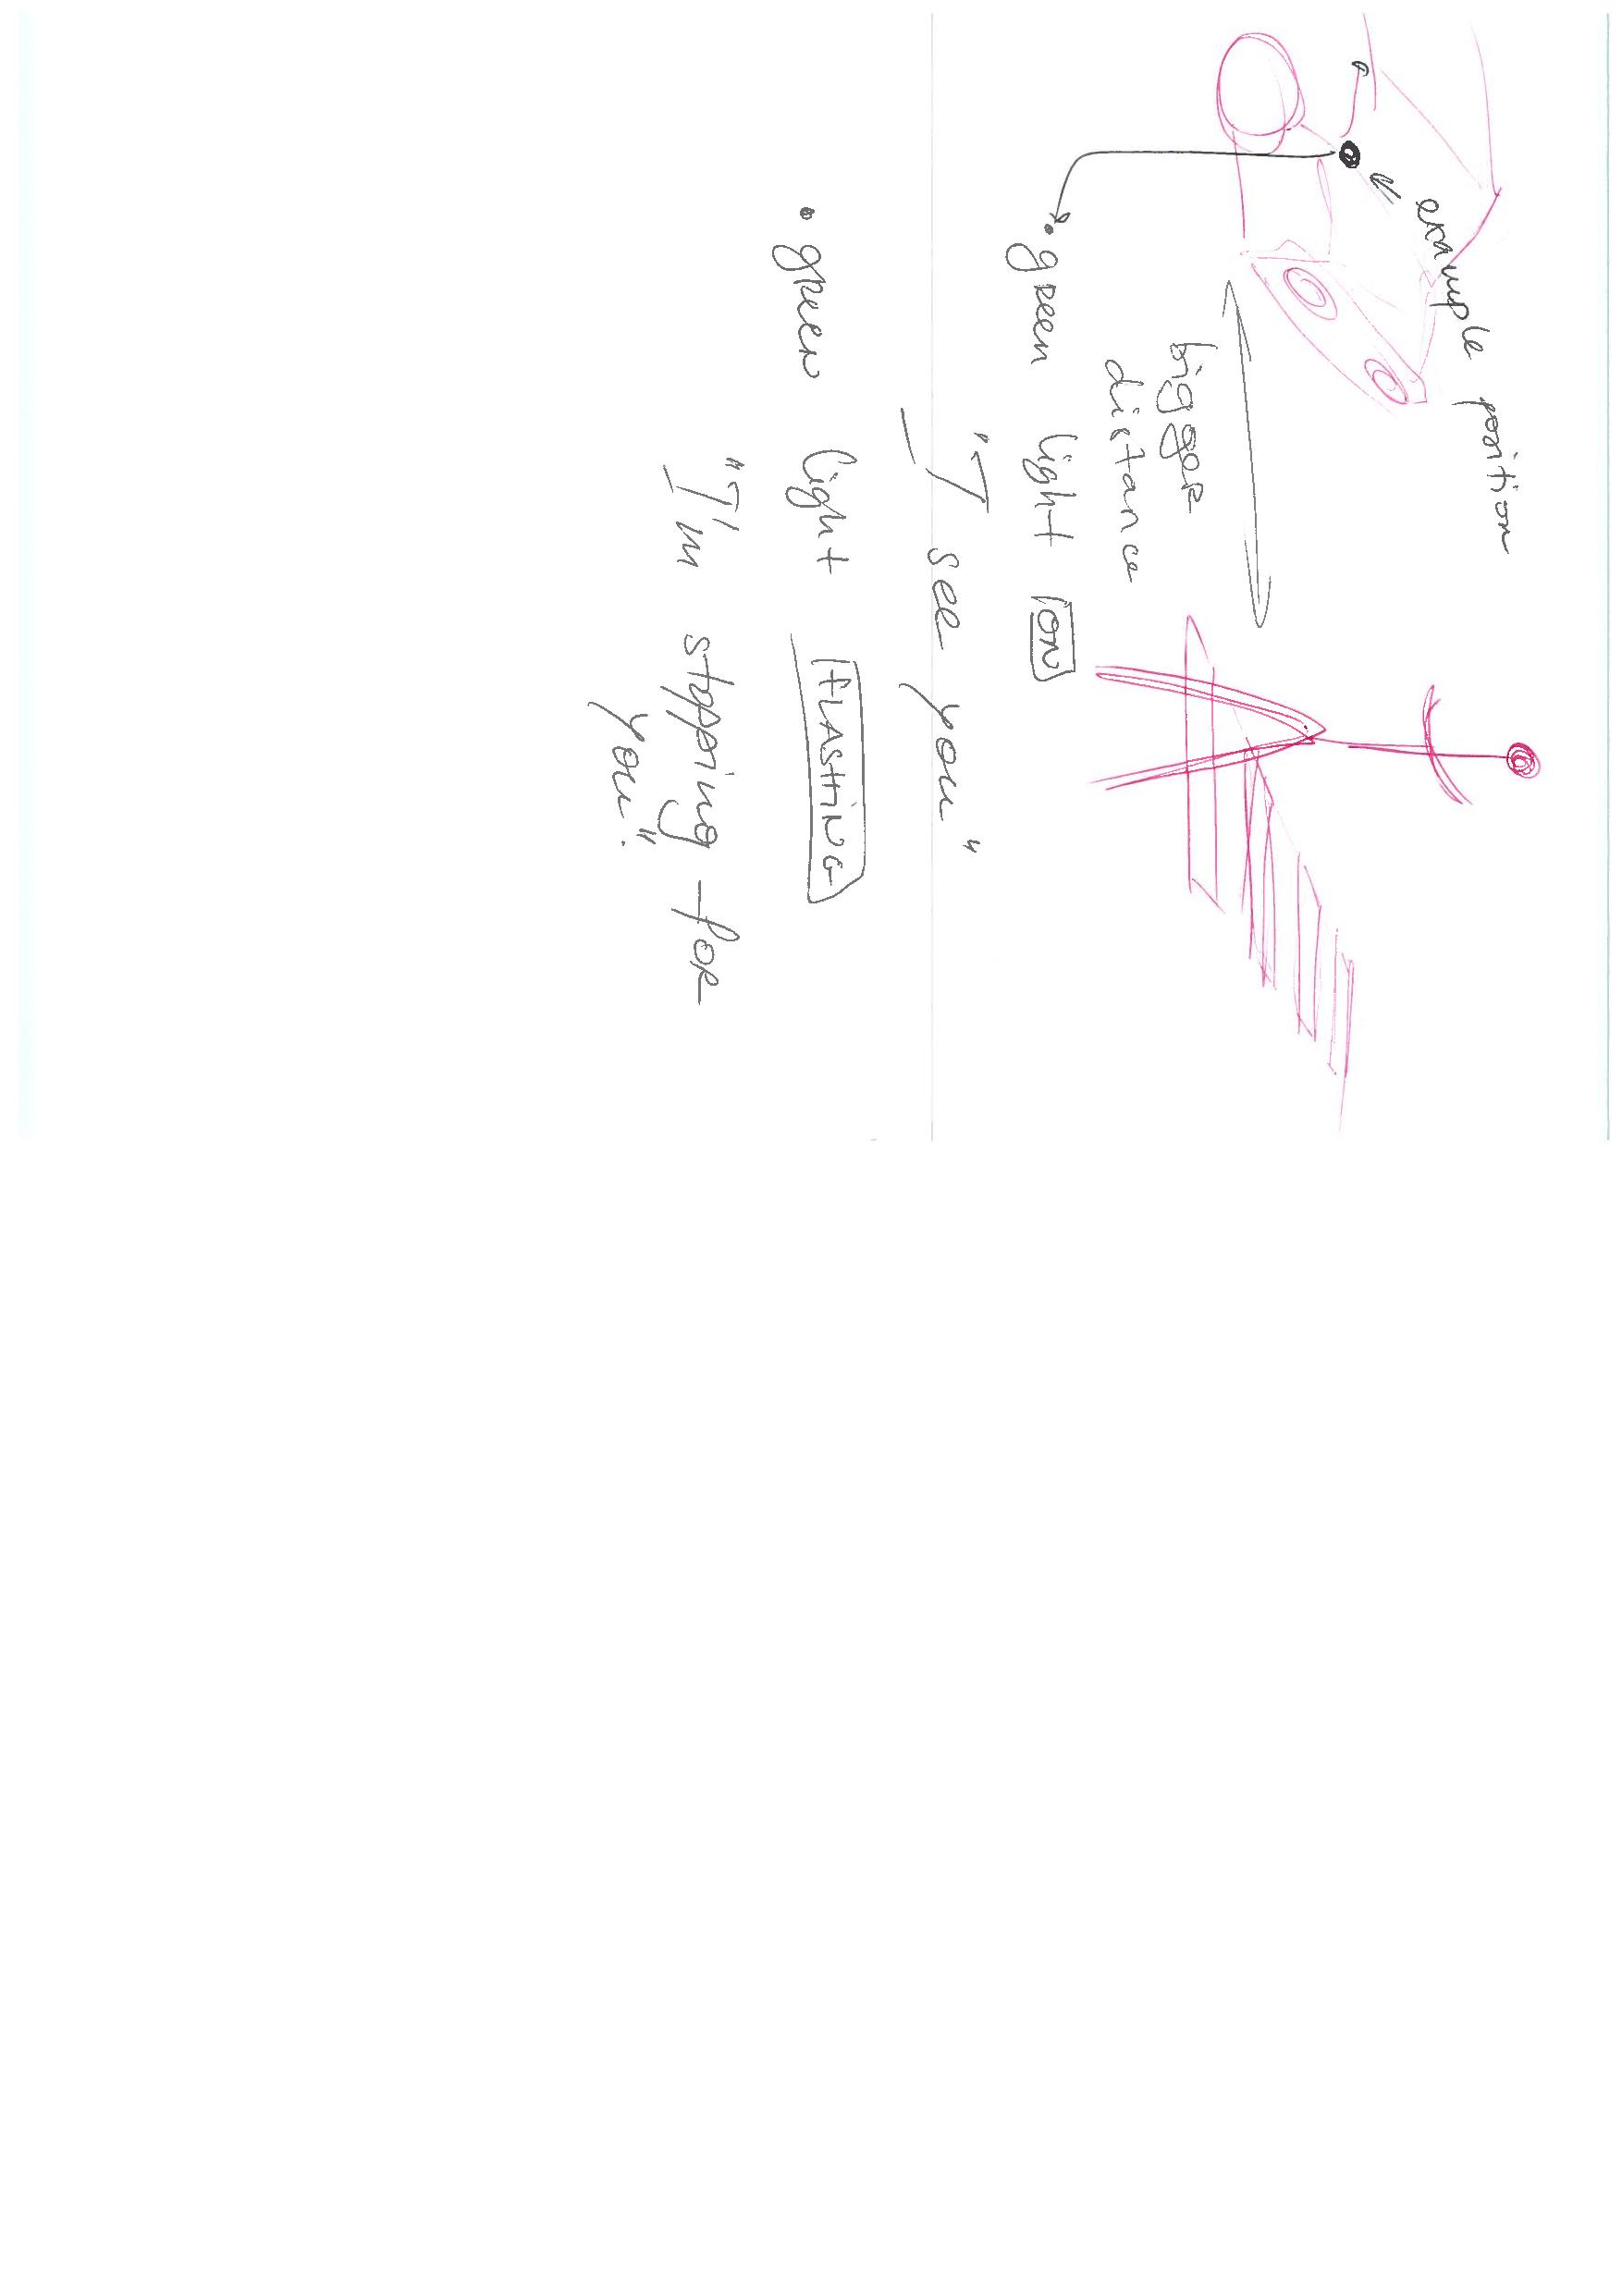 example position
bigger
distance
• green light ON
"I see you"
• green light FLASHING
"I'm stopping for
you".